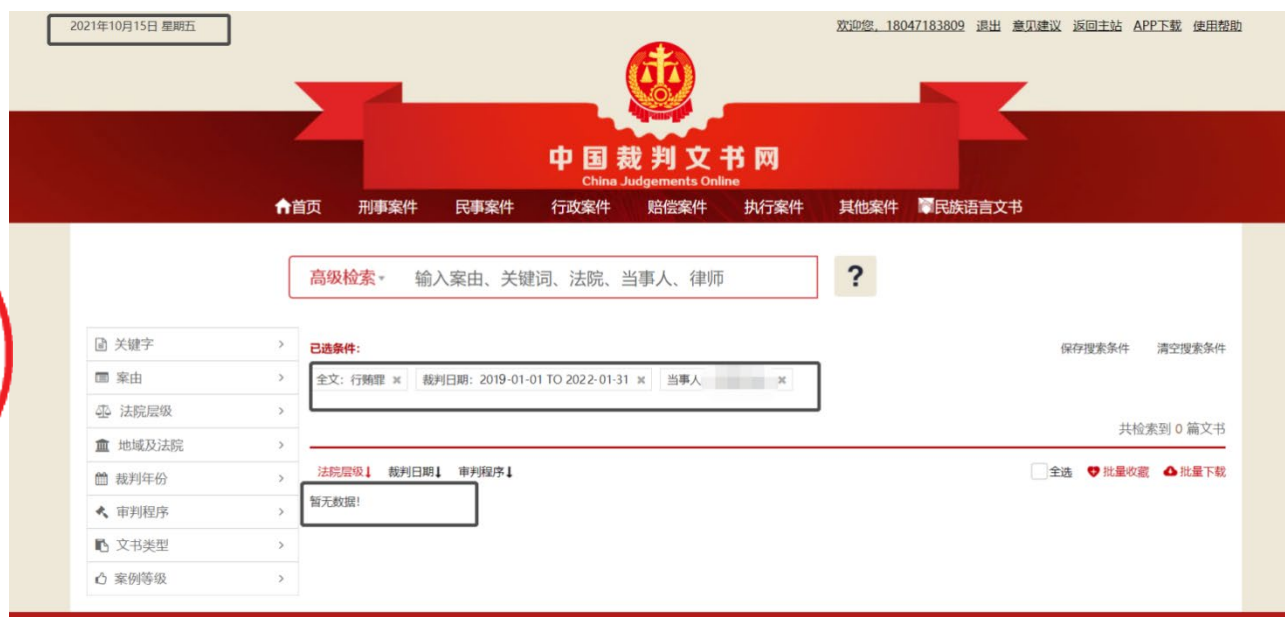 2021年10月15日 星期五
欢迎您，18047183809 退出 意见建议 返回主站 APP下载 使用帮助
中国裁判文书网
China Judgements Online
首页 刑事案件 民事案件 行政案件 赔偿案件 执行案件 其他案件 民族语言文书
高级检索 输入案由、关键词、法院、当事人、律师 ?
关键字
案由
法院层级
地域及法院
裁判年份
审判程序
文书类型
案例等级
已选条件: 保存搜索条件 清空搜索条件
全文: 行贿罪 × 裁判日期: 2019-01-01 TO 2022-01-31 × 当事人 ×
共检索到 0 篇文书
法院层级↓ 裁判日期↓ 审判程序↓ 全选 批量收藏 批量下载
暂无数据!